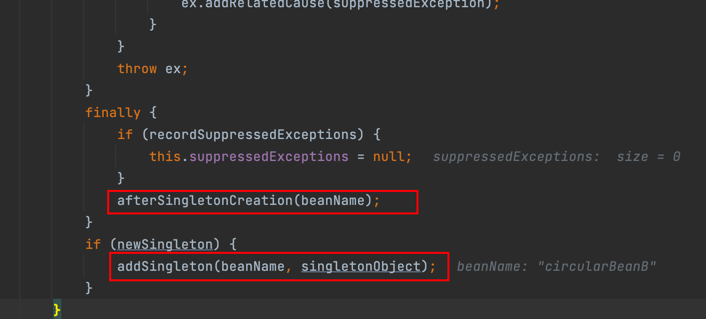 ex.addRelatedCause(suppressedException);
}
}
throw ex;
}
finally {
if (recordSuppressedExceptions) {
this.suppressedExceptions = null; suppressedExceptions: size = 0
}
afterSingletonCreation(beanName);
}
if (newSingleton) {
addSingleton(beanName, singletonObject); beanName: "circularBeanB"
}
}